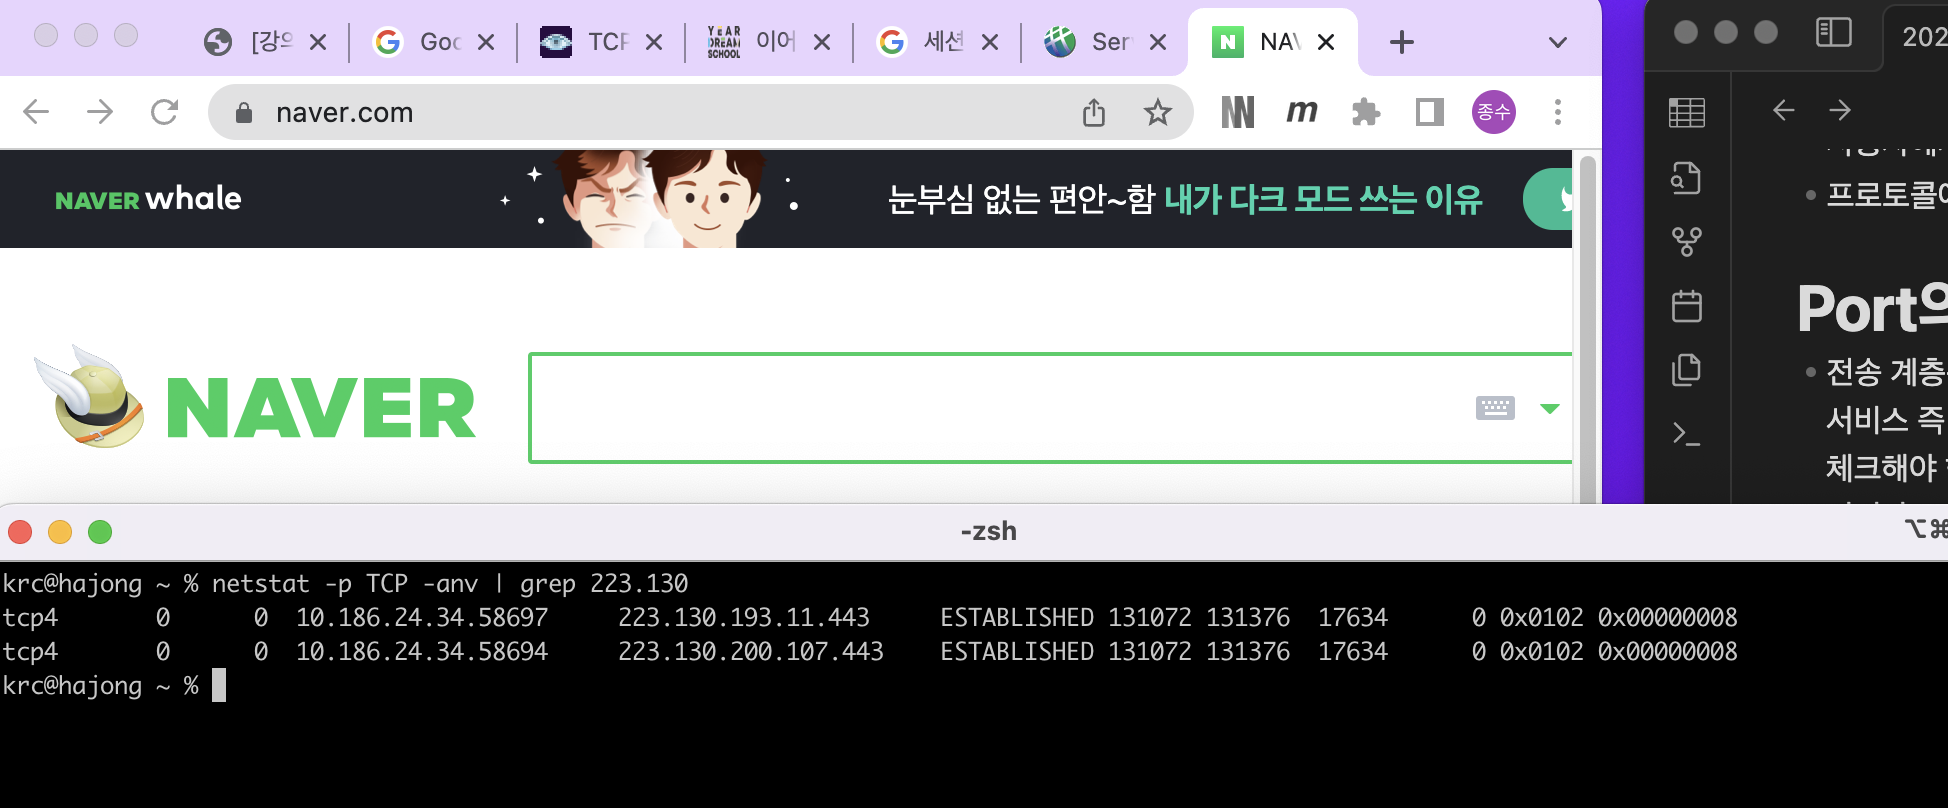 [강의
Goo
TCP
YEAR DREAM SCHOOL
이어
세션
Ser
NAV
202
naver.com
종수
NAVER whale
눈부심 없는 편안~함 내가 다크 모드 쓰는 이유
프로토콜에
NAVER
Port의
전송 계층
서비스 즉
체크해야
-zsh
⌥⌘
krc@hajong ~ % netstat -p TCP -anv | grep 223.130
tcp4       0      0  10.186.24.34.58697     223.130.193.11.443     ESTABLISHED 131072 131376  17634      0 0x0102 0x00000008
tcp4       0      0  10.186.24.34.58694     223.130.200.107.443    ESTABLISHED 131072 131376  17634      0 0x0102 0x00000008
krc@hajong ~ %